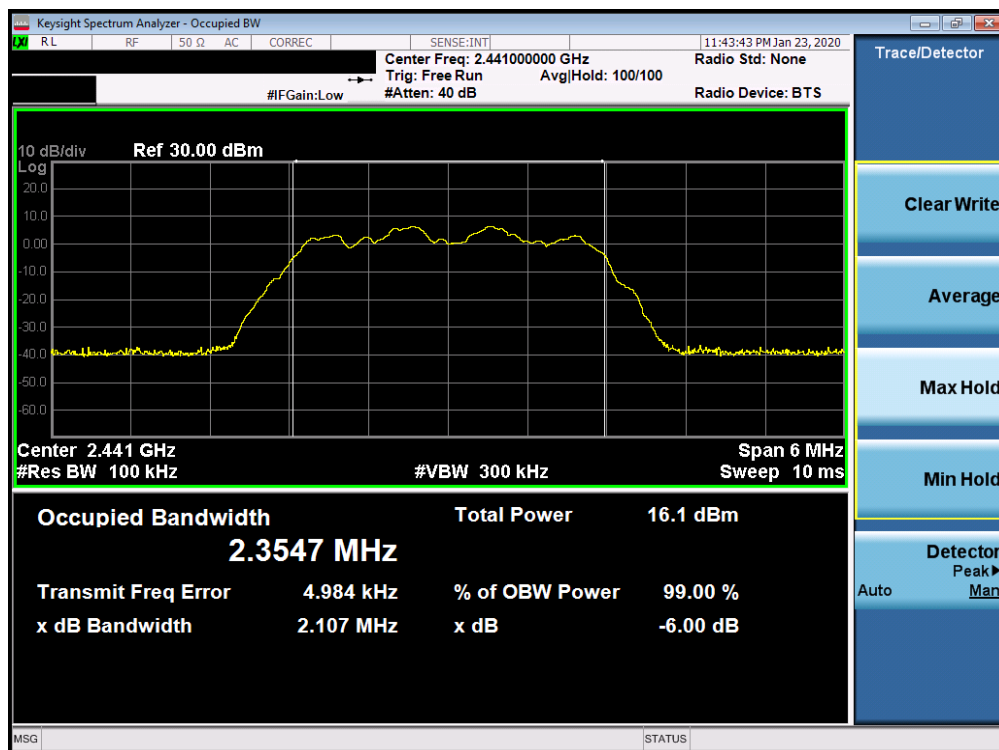 Keysight Spectrum Analyzer - Occupied BW
LXI RL RF 50 Ω AC CORREC SENSE:INT 11:43:43 PM Jan 23, 2020
Center Freq: 2.441000000 GHz Radio Std: None
Trig: Free Run Avg|Hold: 100/100
#IFGain:Low #Atten: 40 dB Radio Device: BTS
10 dB/div Ref 30.00 dBm
Log
20.0
10.0
0.00
-10.0
-20.0
-30.0
-40.0
-50.0
-60.0
Center 2.441 GHz Span 6 MHz
#Res BW 100 kHz #VBW 300 kHz Sweep 10 ms
Occupied Bandwidth Total Power 16.1 dBm
2.3547 MHz
Transmit Freq Error 4.984 kHz % of OBW Power 99.00 %
x dB Bandwidth 2.107 MHz x dB -6.00 dB
MSG STATUS
Trace/Detector
Clear Write
Average
Max Hold
Min Hold
Detector
Peak▶
Auto Man